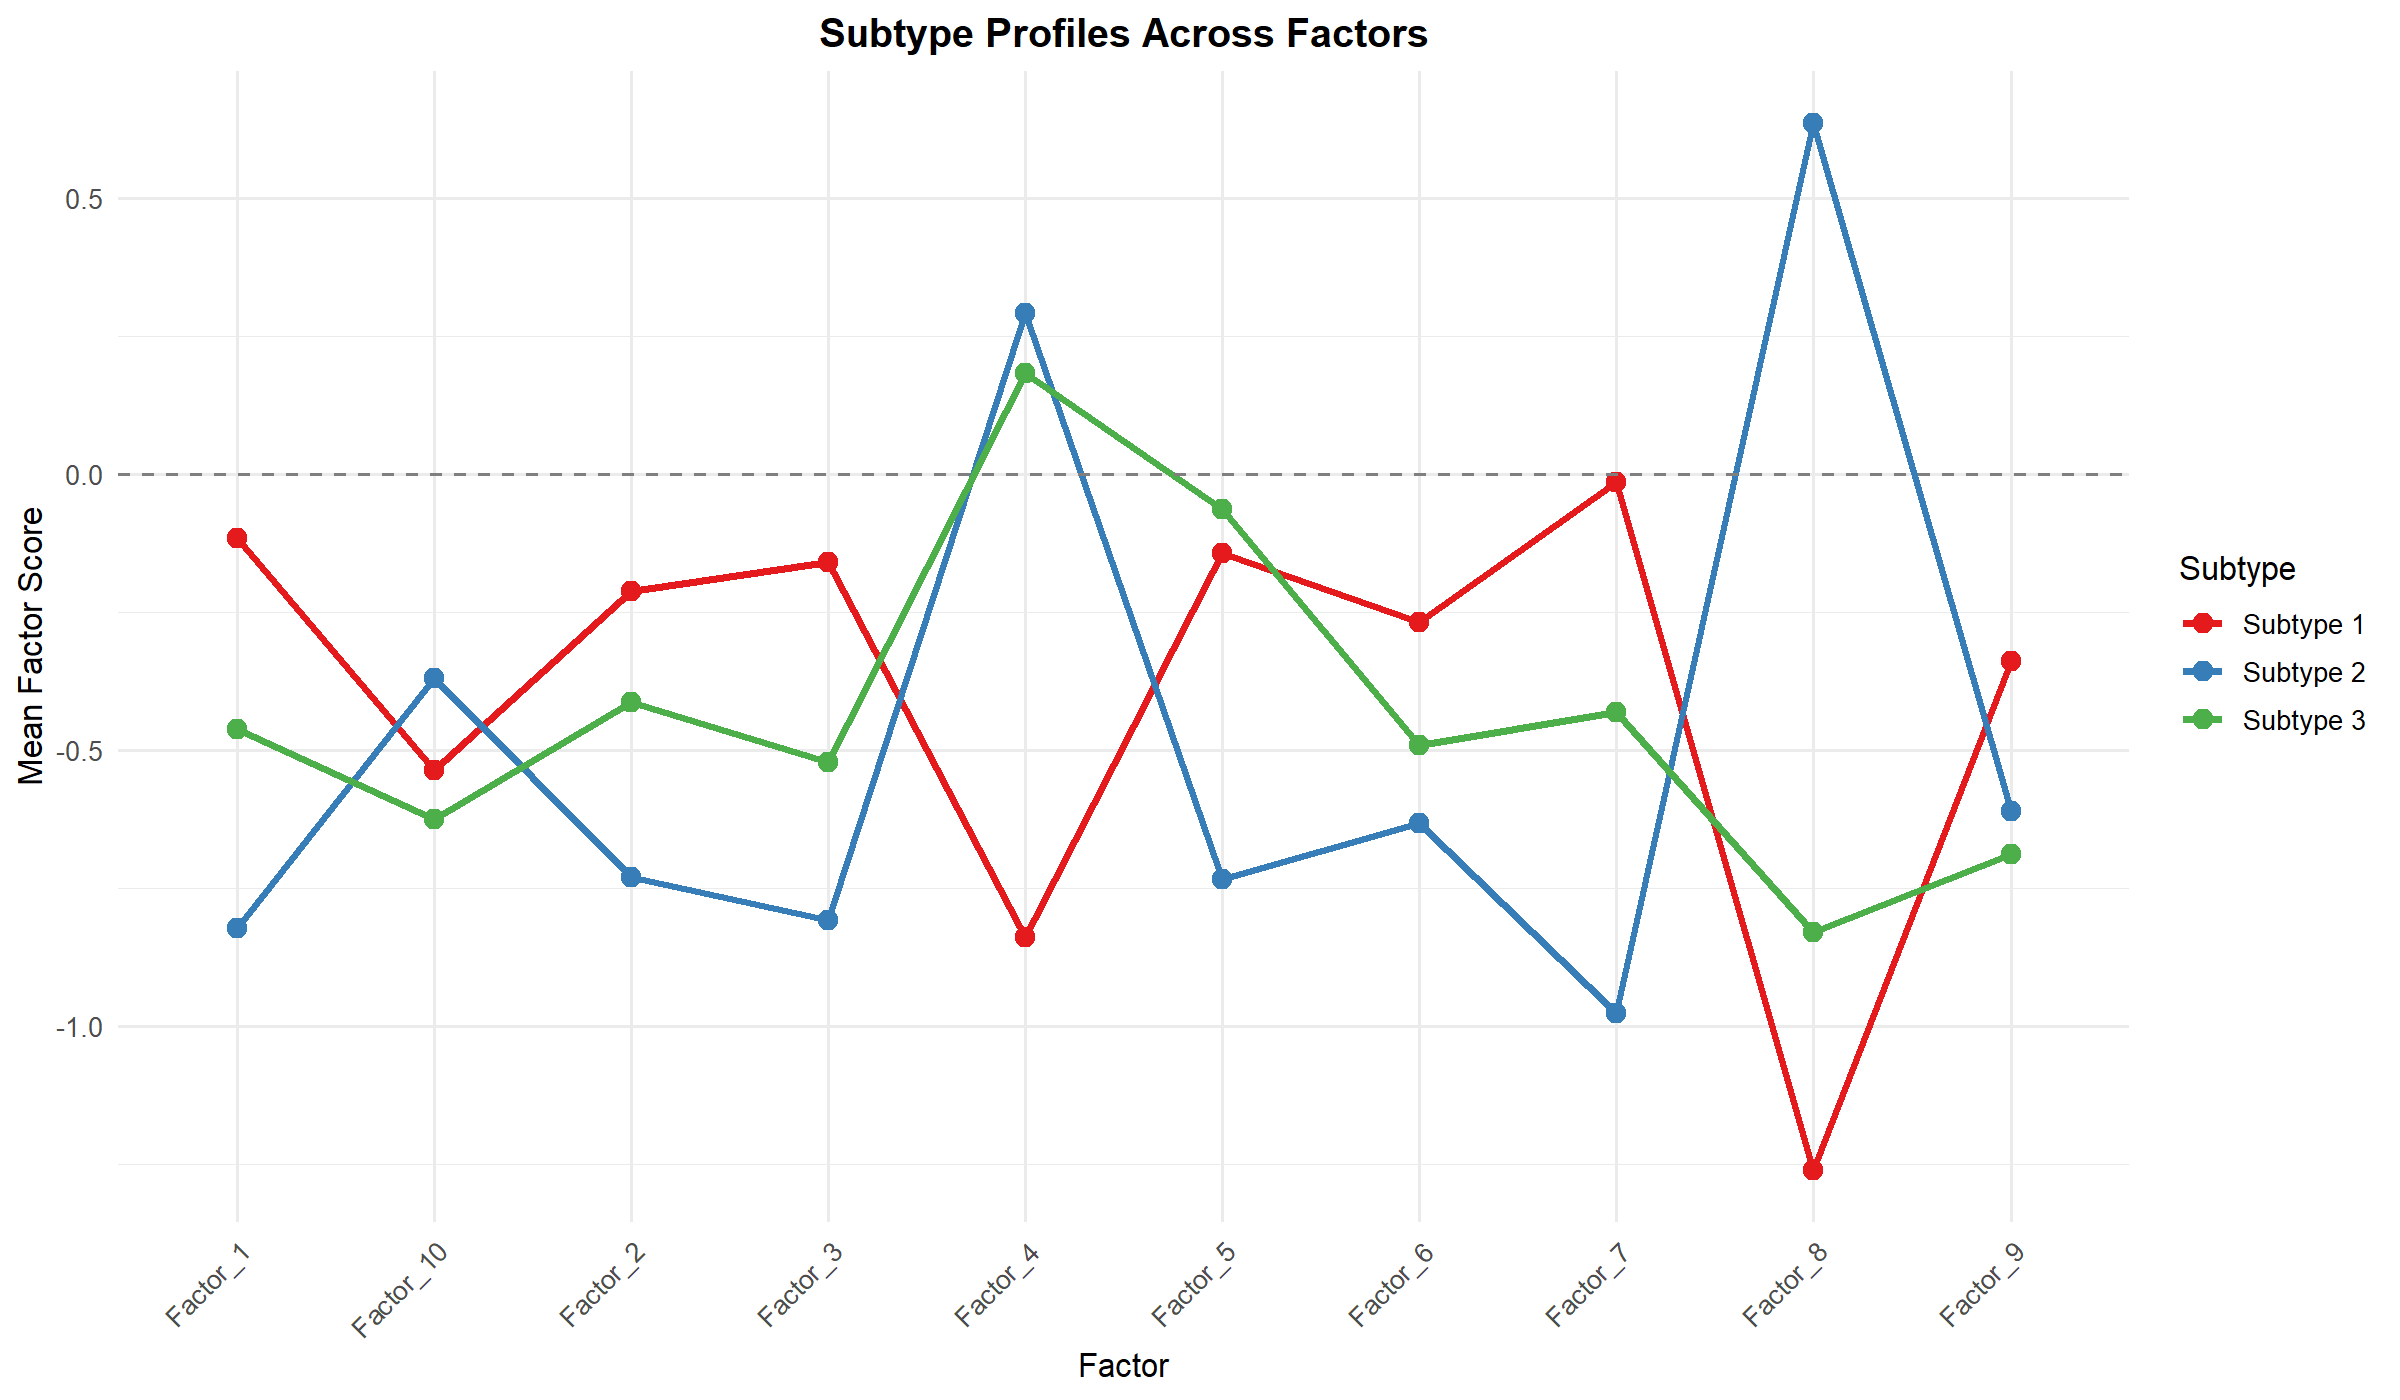 Subtype Profiles Across Factors
Mean Factor Score
0.5
0.0
-0.5
-1.0
Factor_1
Factor_10
Factor_2
Factor_3
Factor_4
Factor_5
Factor_6
Factor_7
Factor_8
Factor_9
Factor
Subtype
Subtype 1
Subtype 2
Subtype 3